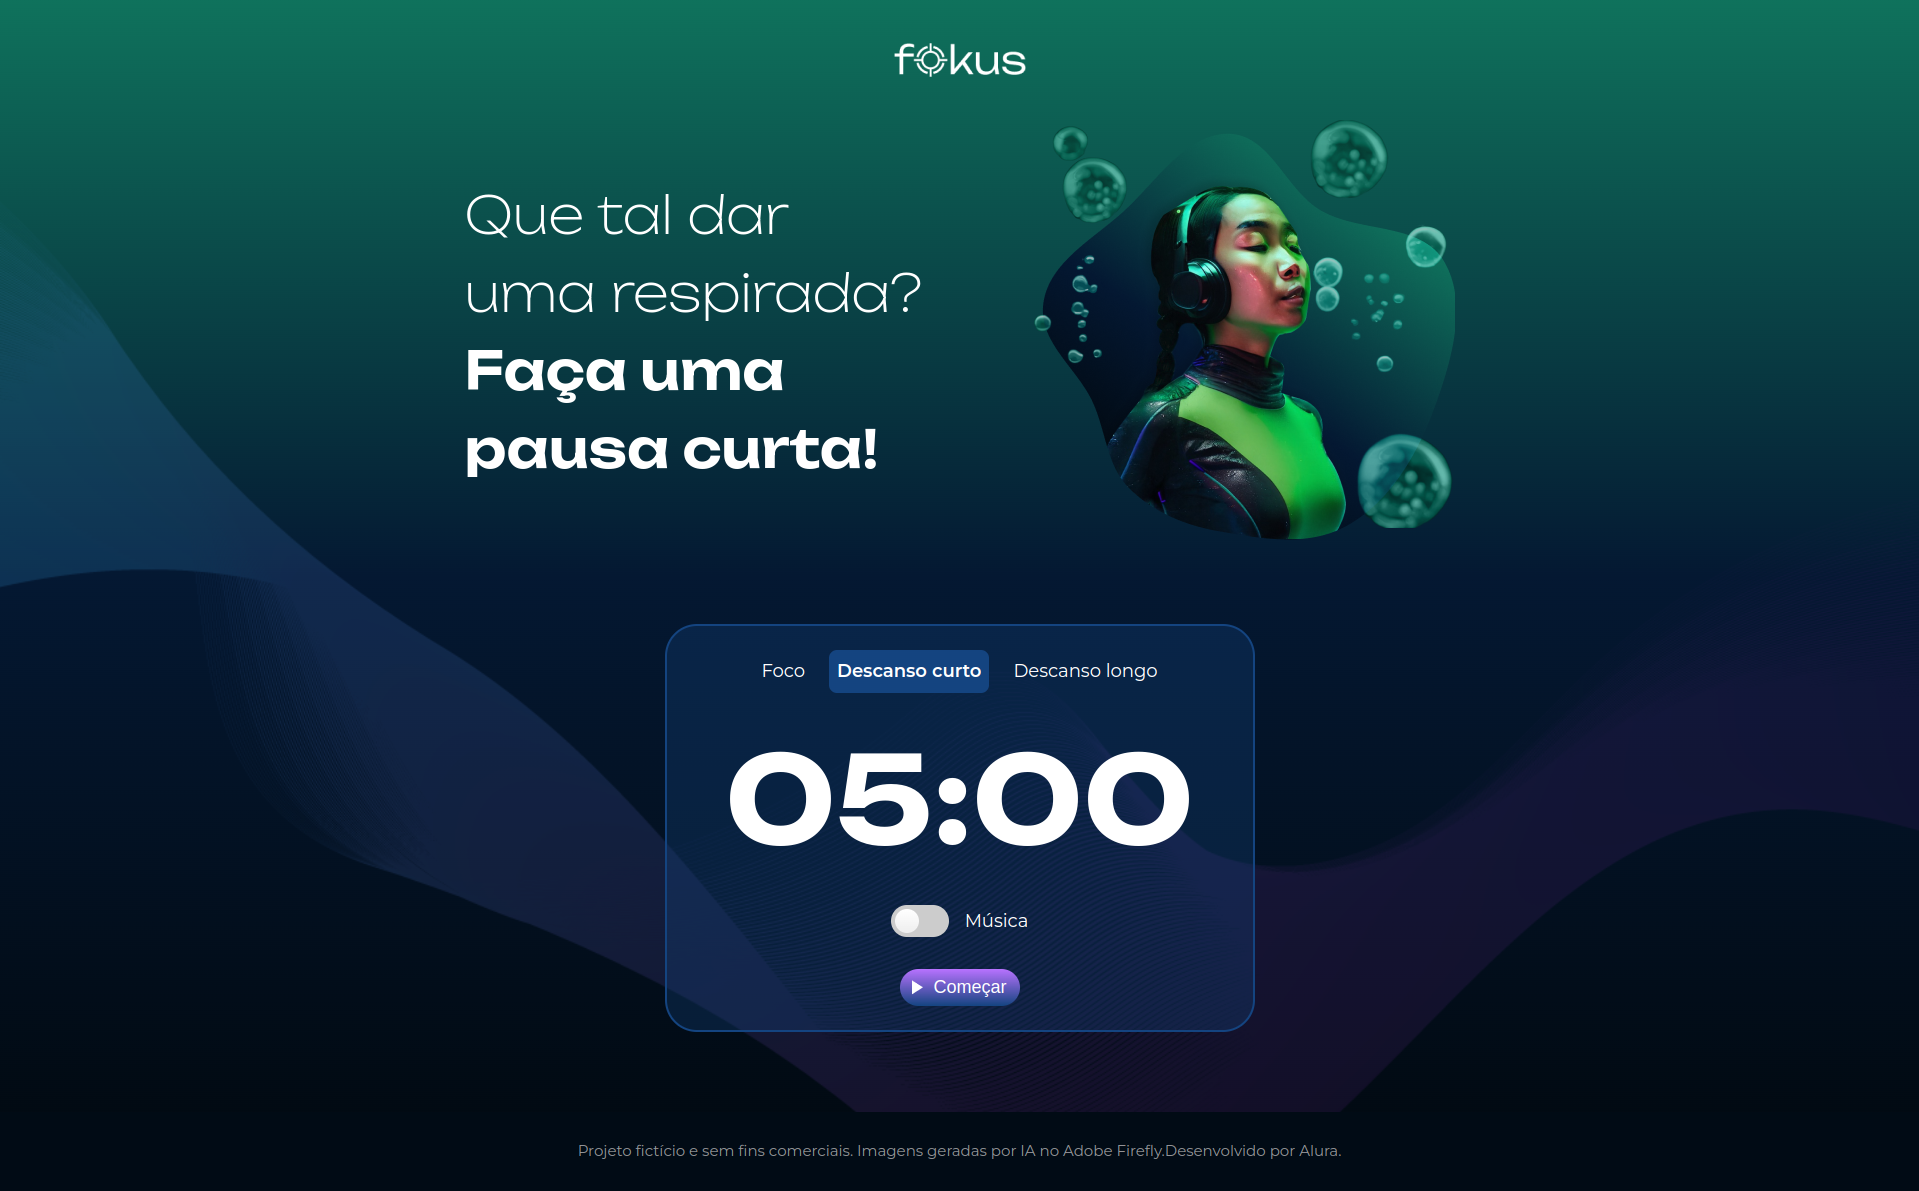 fokus
Que tal dar
uma respirada?
Faça uma
pausa curta!
Foco Descanso curto Descanso longo
05:00
Música
Começar
Projeto fictício e sem fins comerciais. Imagens geradas por IA no Adobe Firefly.Desenvolvido por Alura.